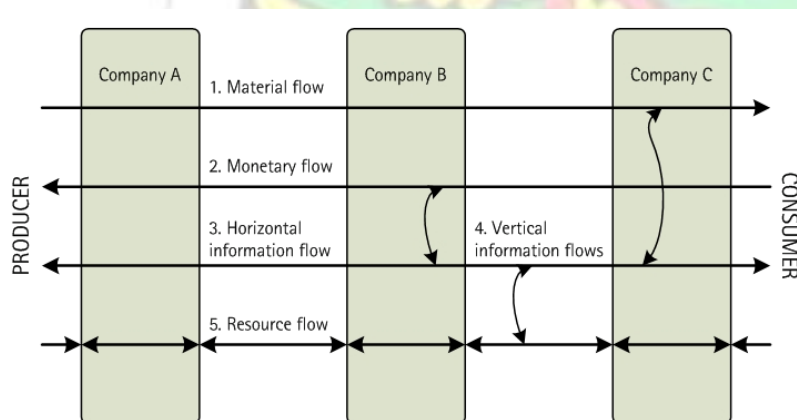 Company A
Company B
Company C
1. Material flow
2. Monetary flow
3. Horizontal
information flow
4. Vertical
information flows
5. Resource flow
PRODUCER
CONSUMER